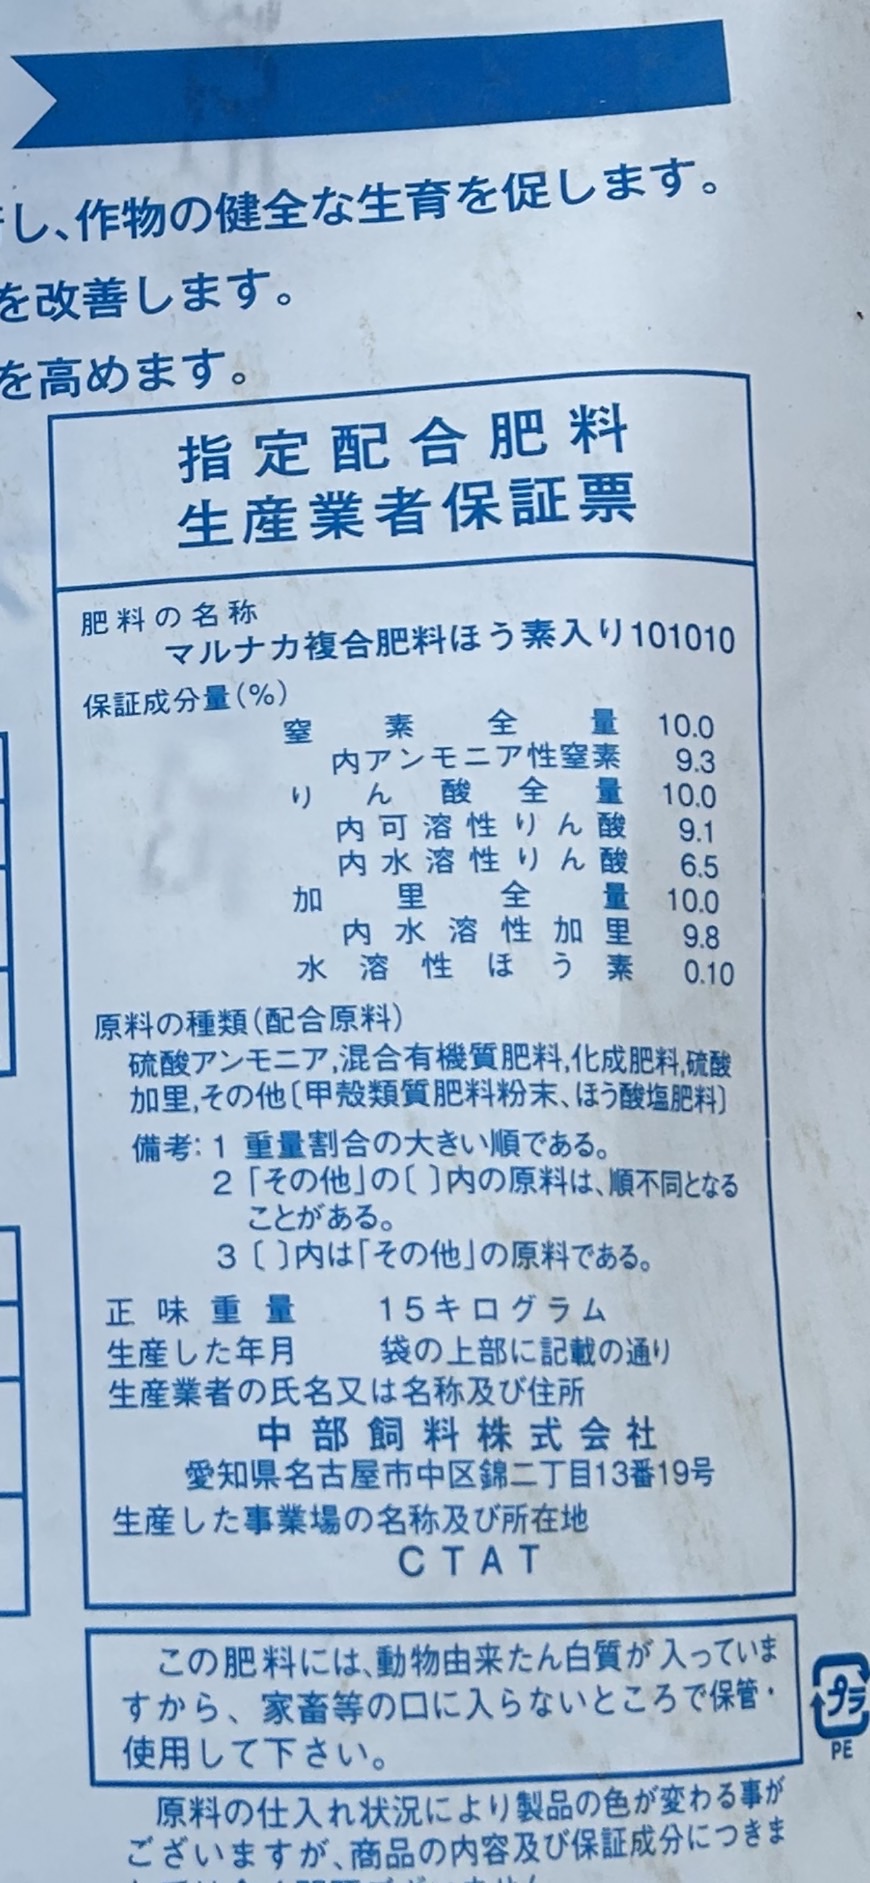 し、作物の健全な生育を促します。
を改善します。
を高めます。
指定配合肥料
生産業者保証票
肥料の名称
マルナカ複合肥料ほう素入り101010
保証成分量(%)
窒素全量 10.0
内アンモニア性窒素 9.3
りん酸全量 10.0
内可溶性りん酸 9.1
内水溶性りん酸 6.5
加里全量 10.0
内水溶性加里 9.8
水溶性ほう素 0.10
原料の種類(配合原料)
硫酸アンモニア,混合有機質肥料,化成肥料,硫酸
加里,その他〔甲殻類質肥料粉末、ほう酸塩肥料〕
備考:1 重量割合の大きい順である。
2「その他」の〔 〕内の原料は、順不同となる
ことがある。
3〔 〕内は「その他」の原料である。
正味重量 15キログラム
生産した年月 袋の上部に記載の通り
生産業者の氏名又は名称及び住所
中部飼料株式会社
愛知県名古屋市中区錦二丁目13番19号
生産した事業場の名称及び所在地
CTAT
この肥料には、動物由来たん白質が入っていま
すから、家畜等の口に入らないところで保管・
使用して下さい。
プラ
PE
原料の仕入れ状況により製品の色が変わる事が
ございますが、商品の内容及び保証成分につきま